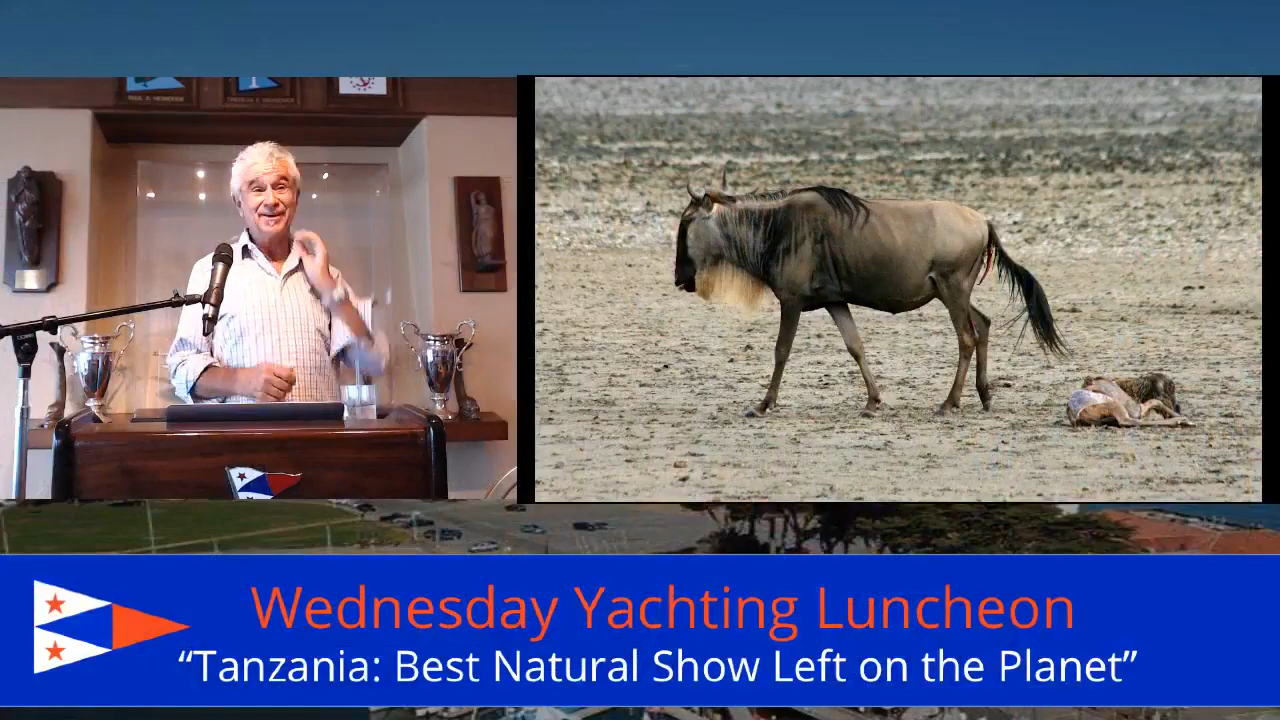 Wednesday Yachting Luncheon
“Tanzania: Best Natural Show Left on the Planet”